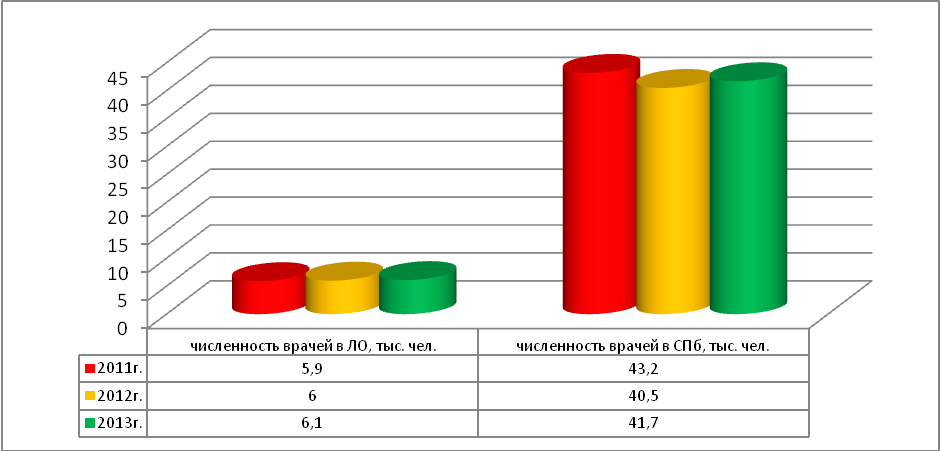 45
40
35
30
25
20
15
10
5
0
численность врачей в ЛО, тыс. чел. численность врачей в СПб, тыс. чел.
2011г. 5,9 43,2
2012г. 6 40,5
2013г. 6,1 41,7